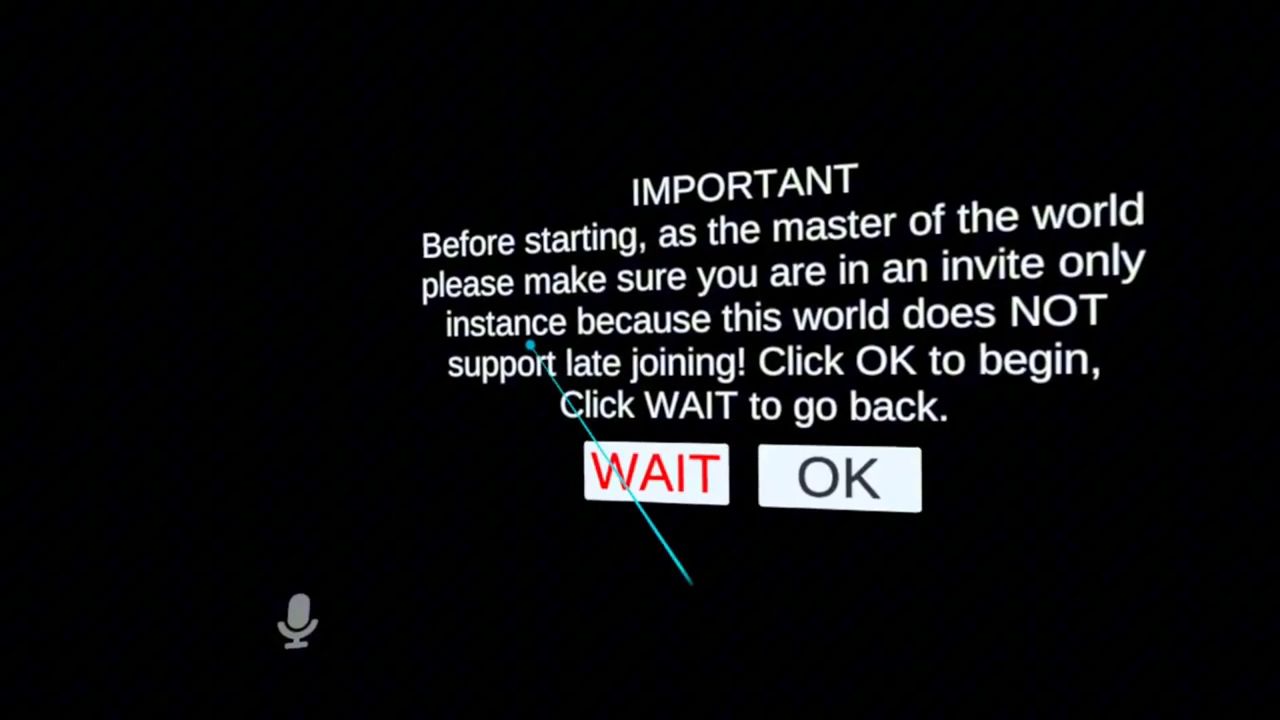 IMPORTANT
Before starting, as the master of the world
please make sure you are in an invite only
instance because this world does NOT
support late joining! Click OK to begin,
Click WAIT to go back.
WAIT OK